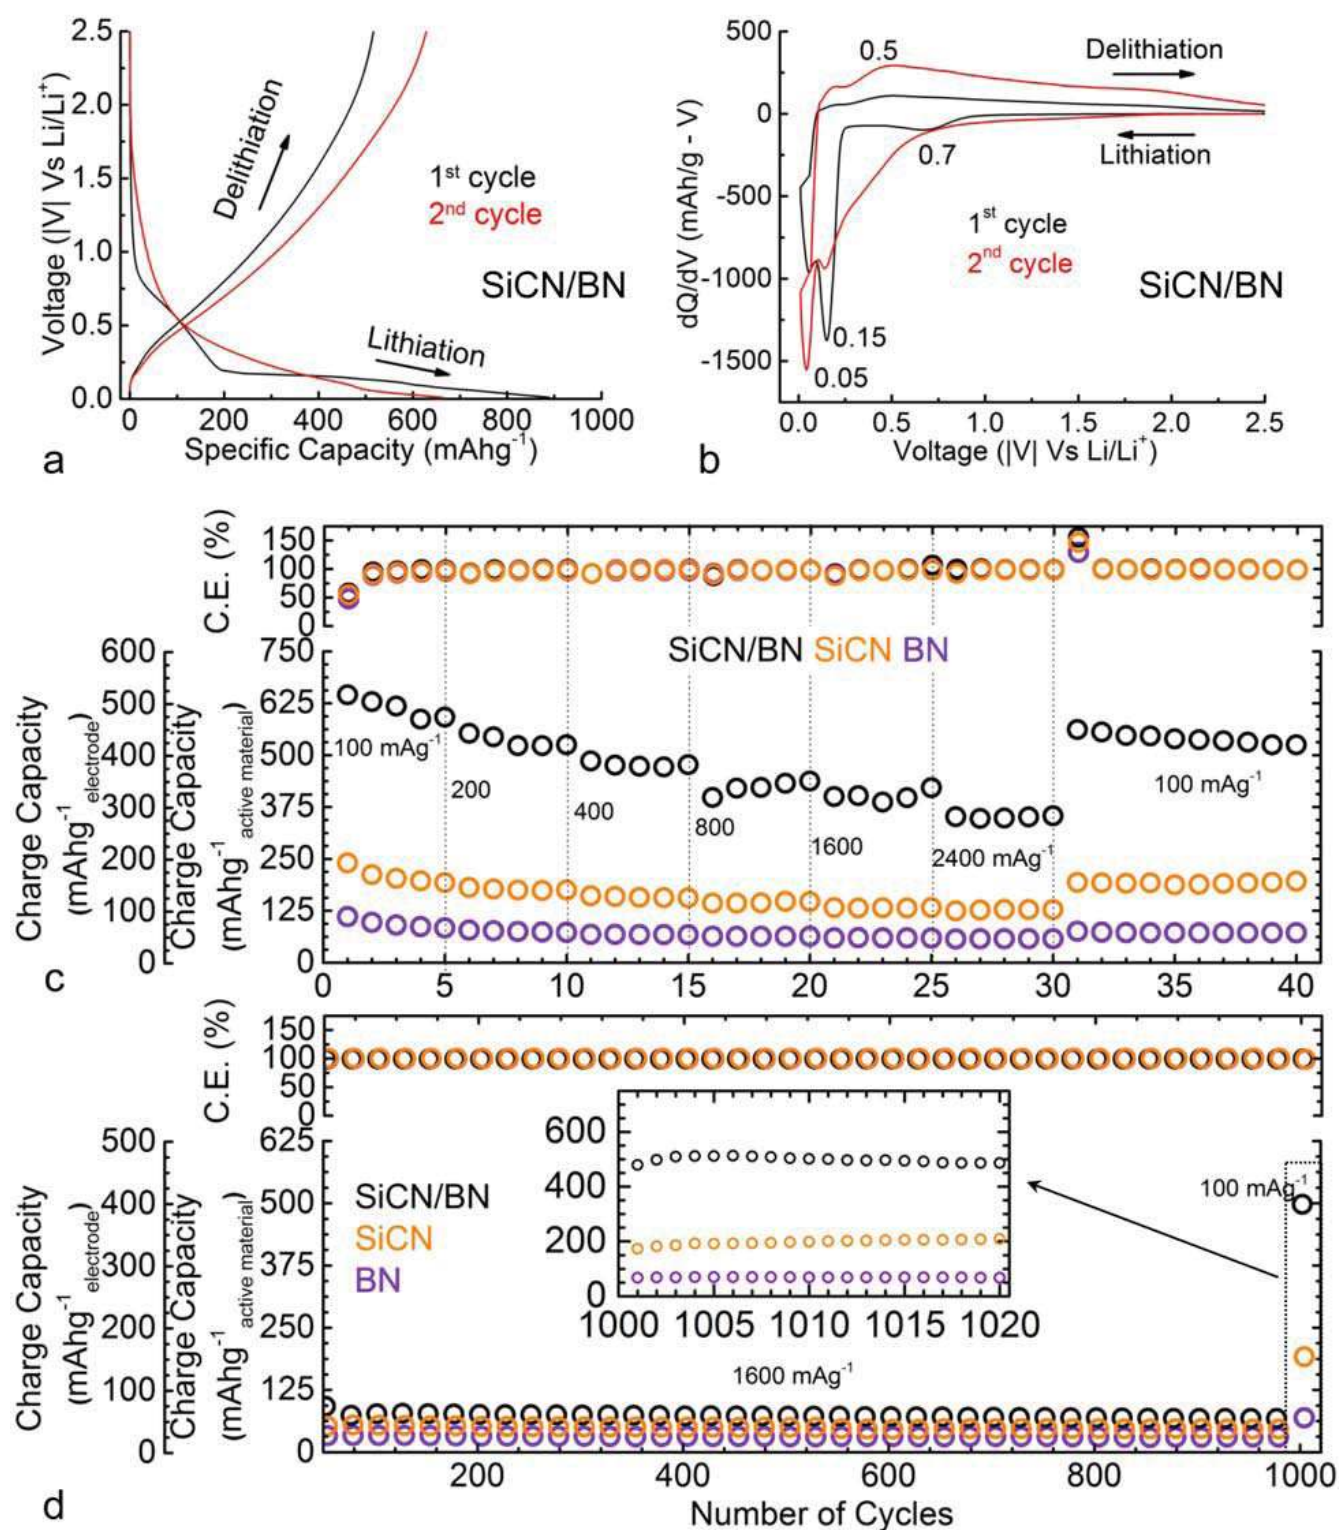 2.5
2.0
1.5
1.0
0.5
0.0
Voltage (|V| Vs Li/Li⁺)
Delithiation
1ˢᵗ cycle
2ⁿᵈ cycle
SiCN/BN
Lithiation
0 200 400 600 800 1000
Specific Capacity (mAhg⁻¹)
a
500
0
-500
-1000
-1500
dQ/dV (mAh/g - V)
0.5
Delithiation
0.7
Lithiation
1ˢᵗ cycle
2ⁿᵈ cycle
SiCN/BN
0.15
0.05
0.0 0.5 1.0 1.5 2.0 2.5
Voltage (|V| Vs Li/Li⁺)
b
C.E. (%)
150
100
50
0
Charge Capacity
(mAhg⁻¹ electrode)
600
500
400
300
200
100
0
Charge Capacity
(mAhg⁻¹ active material)
750
625
500
375
250
125
0
SiCN/BN SiCN BN
100 mAg⁻¹
200
400
800
1600
2400 mAg⁻¹
100 mAg⁻¹
0 5 10 15 20 25 30 35 40
c
C.E. (%)
150
100
50
0
Charge Capacity
(mAhg⁻¹ electrode)
500
400
300
200
100
0
Charge Capacity
(mAhg⁻¹ active material)
625
500
375
250
125
0
SiCN/BN
SiCN
BN
600
400
200
0
1000 1005 1010 1015 1020
1600 mAg⁻¹
100 mAg⁻¹
200 400 600 800 1000
Number of Cycles
d